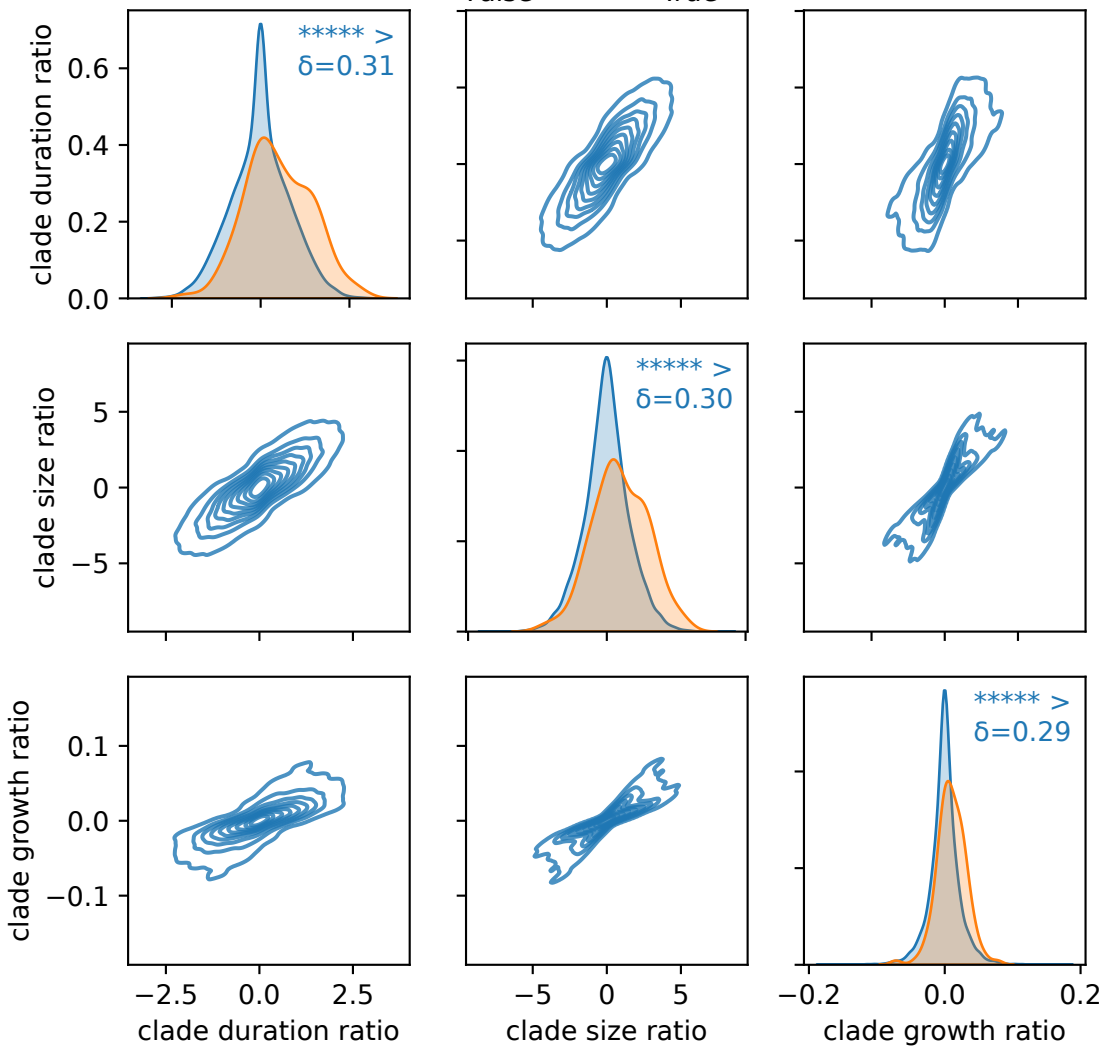 ***** >
δ=0.31
clade duration ratio
0.6
0.4
0.2
0.0
***** >
δ=0.30
clade size ratio
5
0
−5
***** >
δ=0.29
clade growth ratio
0.1
0.0
−0.1
−2.5 0.0 2.5
−5 0 5
−0.2 0.0 0.2
clade duration ratio
clade size ratio
clade growth ratio